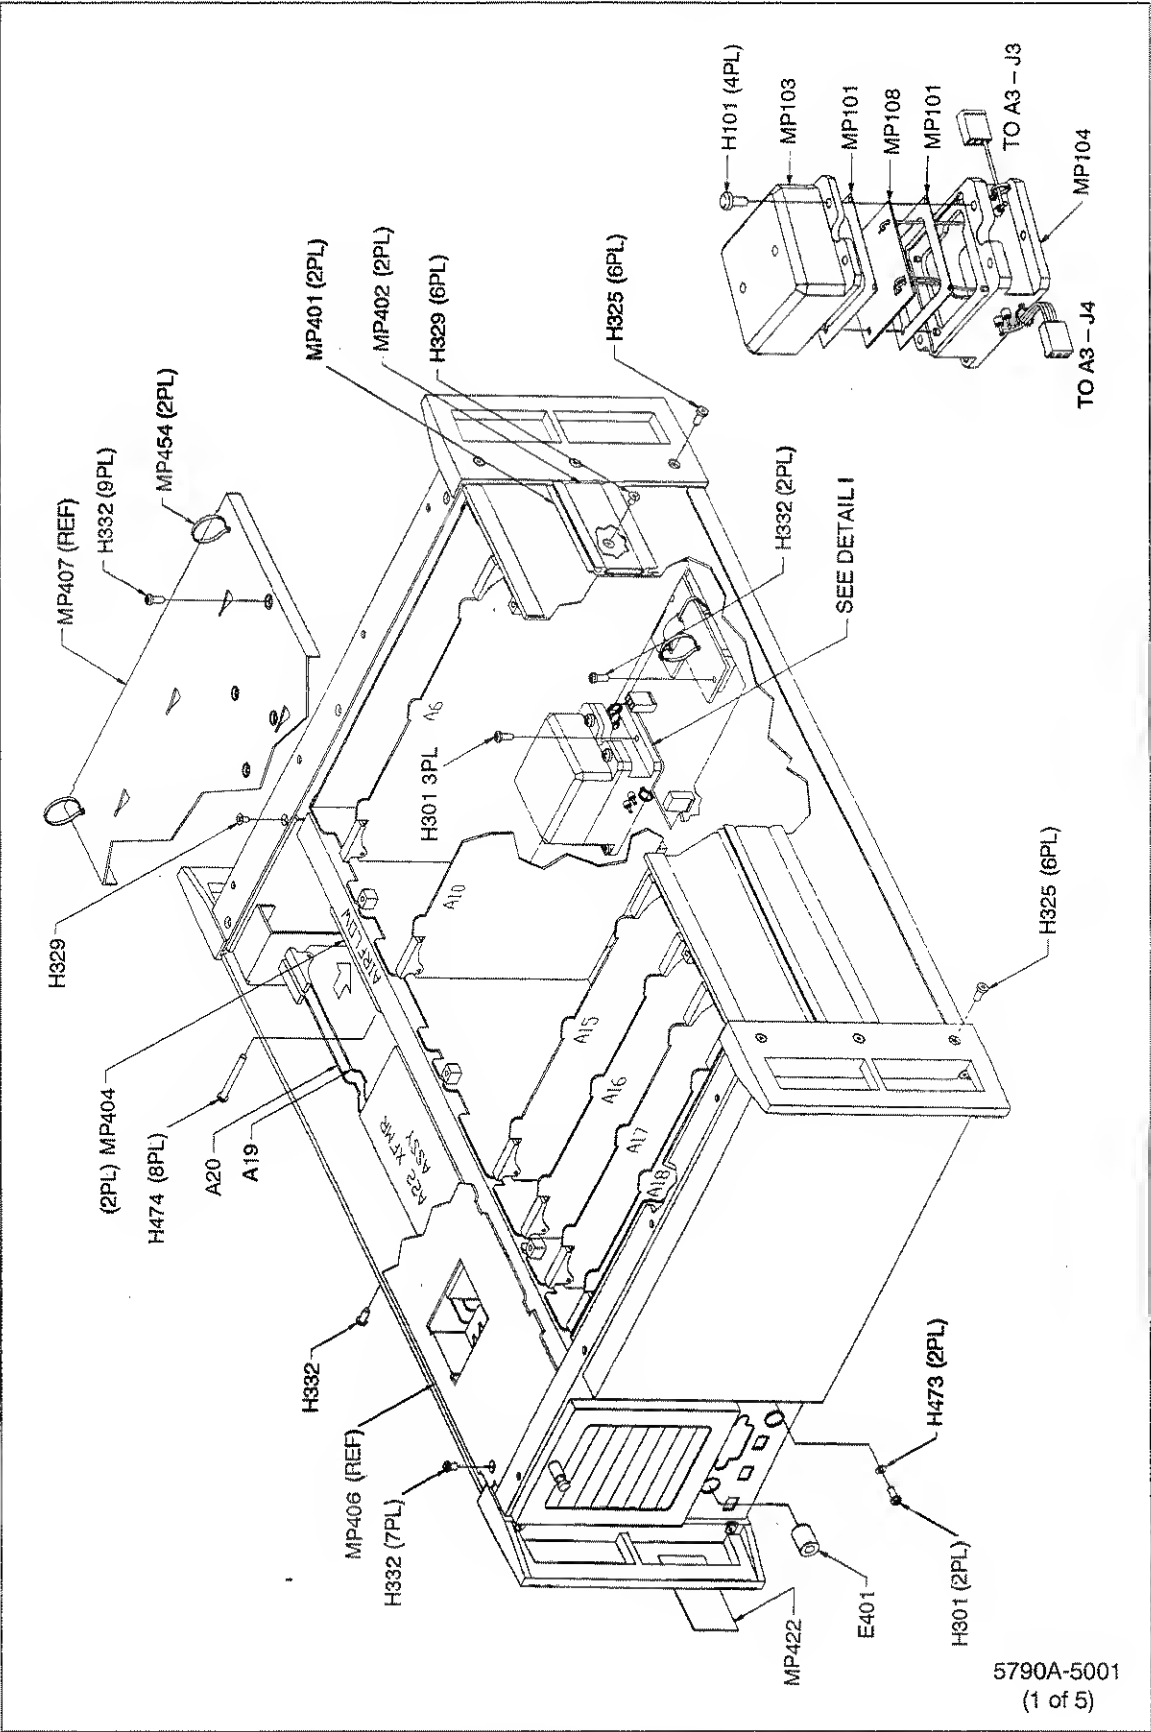 MP407 (REF)
H332 (9PL)
MP454 (2PL)
H329
(2PL) MP404
H474 (8PL)
A20
A19
H332
MP406 (REF)
H332 (7PL)
MP401 (2PL)
MP402 (2PL)
H329 (6PL)
H325 (6PL)
H332 (2PL)
SEE DETAIL I
H301 3PL
A6
A10
AIRFLOW
A22 XFMR
ASSY
A15
A16
A17
A18
H325 (6PL)
H473 (2PL)
H301 (2PL)
E401
MP422
H101 (4PL)
MP103
MP101
MP108
MP101
TO A3 – J3
MP104
TO A3 – J4
5790A-5001
(1 of 5)